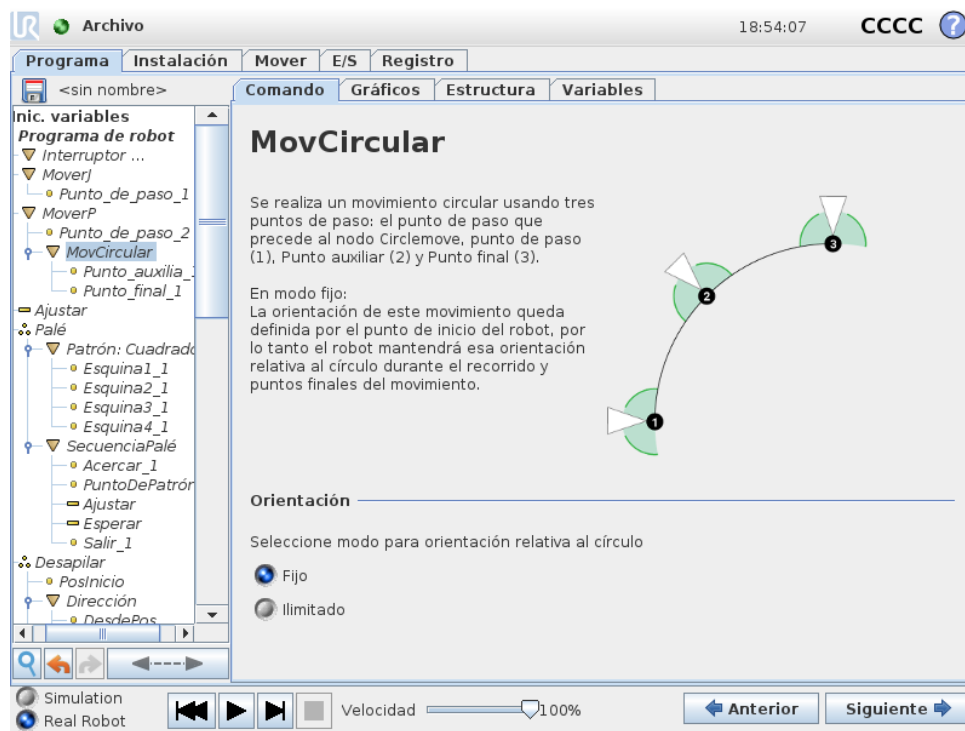 UR Archivo 18:54:07 CCCC ?
Programa Instalación Mover E/S Registro
<sin nombre>
Comando Gráficos Estructura Variables
Inic. variables
Programa de robot
Interruptor ...
MoverJ
Punto_de_paso_1
MoverP
Punto_de_paso_2
MovCircular
Punto_auxilia_1
Punto_final_1
Ajustar
Palé
Patrón: Cuadrado
Esquina1_1
Esquina2_1
Esquina3_1
Esquina4_1
SecuenciaPalé
Acercar_1
PuntoDePatrón
Ajustar
Esperar
Salir_1
Desapilar
PosInicio
Dirección
DesdePos
MovCircular
Se realiza un movimiento circular usando tres
puntos de paso: el punto de paso que
precede al nodo Circlemove, punto de paso
(1), Punto auxiliar (2) y Punto final (3).
En modo fijo:
La orientación de este movimiento queda
definida por el punto de inicio del robot, por
lo tanto el robot mantendrá esa orientación
relativa al círculo durante el recorrido y
puntos finales del movimiento.
3
2
1
Orientación
Seleccione modo para orientación relativa al círculo
Fijo
Ilimitado
Simulation
Real Robot
Velocidad 100%
Anterior
Siguiente